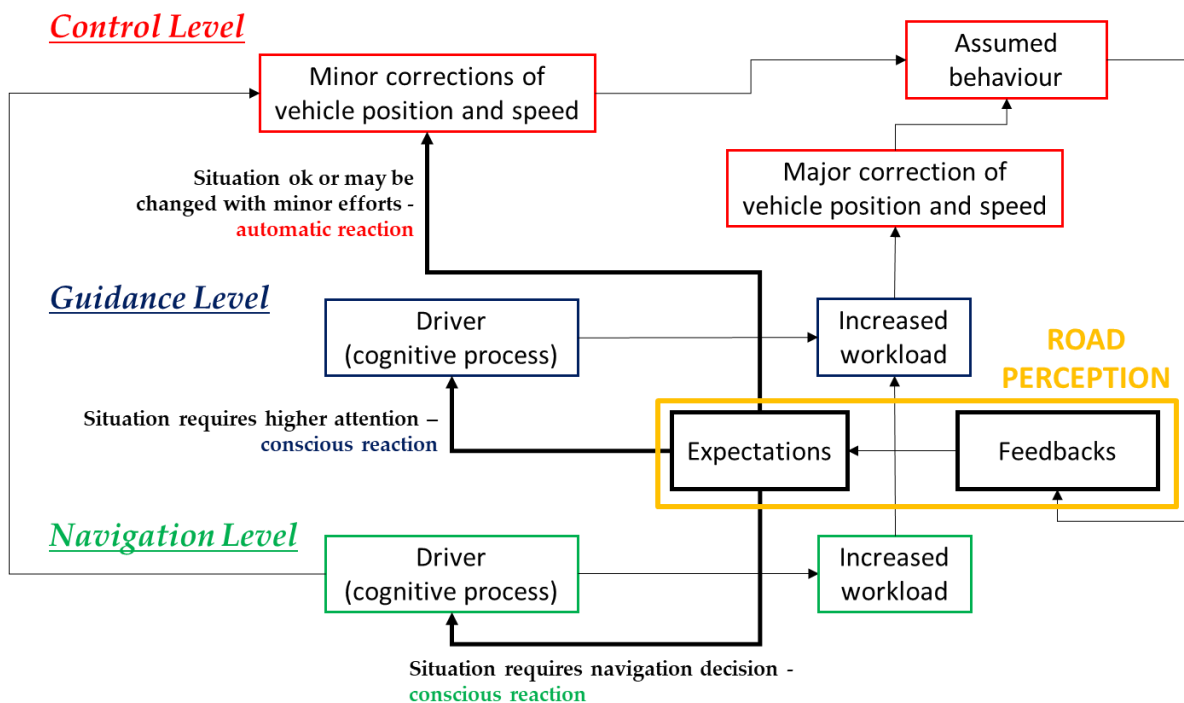 Control Level
Minor corrections of
vehicle position and speed
Assumed
behaviour
Situation ok or may be
changed with minor efforts -
automatic reaction
Major correction of
vehicle position and speed
Guidance Level
Driver
(cognitive process)
Increased
workload
ROAD
PERCEPTION
Situation requires higher attention –
conscious reaction
Expectations
Feedbacks
Navigation Level
Driver
(cognitive process)
Increased
workload
Situation requires navigation decision -
conscious reaction